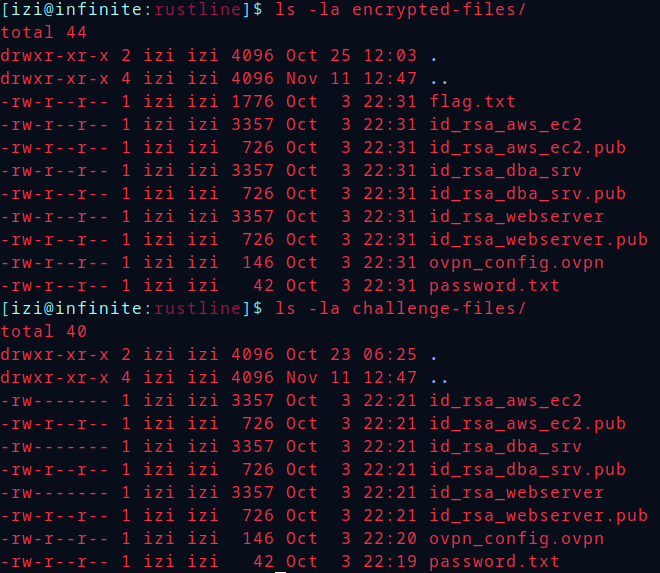 [izi@infinite:rustline]$ ls -la encrypted-files/
total 44
drwxr-xr-x 2 izi izi 4096 Oct 25 12:03 .
drwxr-xr-x 4 izi izi 4096 Nov 11 12:47 ..
-rw-r--r-- 1 izi izi 1776 Oct  3 22:31 flag.txt
-rw-r--r-- 1 izi izi 3357 Oct  3 22:31 id_rsa_aws_ec2
-rw-r--r-- 1 izi izi  726 Oct  3 22:31 id_rsa_aws_ec2.pub
-rw-r--r-- 1 izi izi 3357 Oct  3 22:31 id_rsa_dba_srv
-rw-r--r-- 1 izi izi  726 Oct  3 22:31 id_rsa_dba_srv.pub
-rw-r--r-- 1 izi izi 3357 Oct  3 22:31 id_rsa_webserver
-rw-r--r-- 1 izi izi  726 Oct  3 22:31 id_rsa_webserver.pub
-rw-r--r-- 1 izi izi  146 Oct  3 22:31 ovpn_config.ovpn
-rw-r--r-- 1 izi izi   42 Oct  3 22:31 password.txt
[izi@infinite:rustline]$ ls -la challenge-files/
total 40
drwxr-xr-x 2 izi izi 4096 Oct 23 06:25 .
drwxr-xr-x 4 izi izi 4096 Nov 11 12:47 ..
-rw------- 1 izi izi 3357 Oct  3 22:21 id_rsa_aws_ec2
-rw-r--r-- 1 izi izi  726 Oct  3 22:21 id_rsa_aws_ec2.pub
-rw------- 1 izi izi 3357 Oct  3 22:21 id_rsa_dba_srv
-rw-r--r-- 1 izi izi  726 Oct  3 22:21 id_rsa_dba_srv.pub
-rw------- 1 izi izi 3357 Oct  3 22:21 id_rsa_webserver
-rw-r--r-- 1 izi izi  726 Oct  3 22:21 id_rsa_webserver.pub
-rw-r--r-- 1 izi izi  146 Oct  3 22:20 ovpn_config.ovpn
-rw-r--r-- 1 izi izi   42 Oct  3 22:19 password.txt